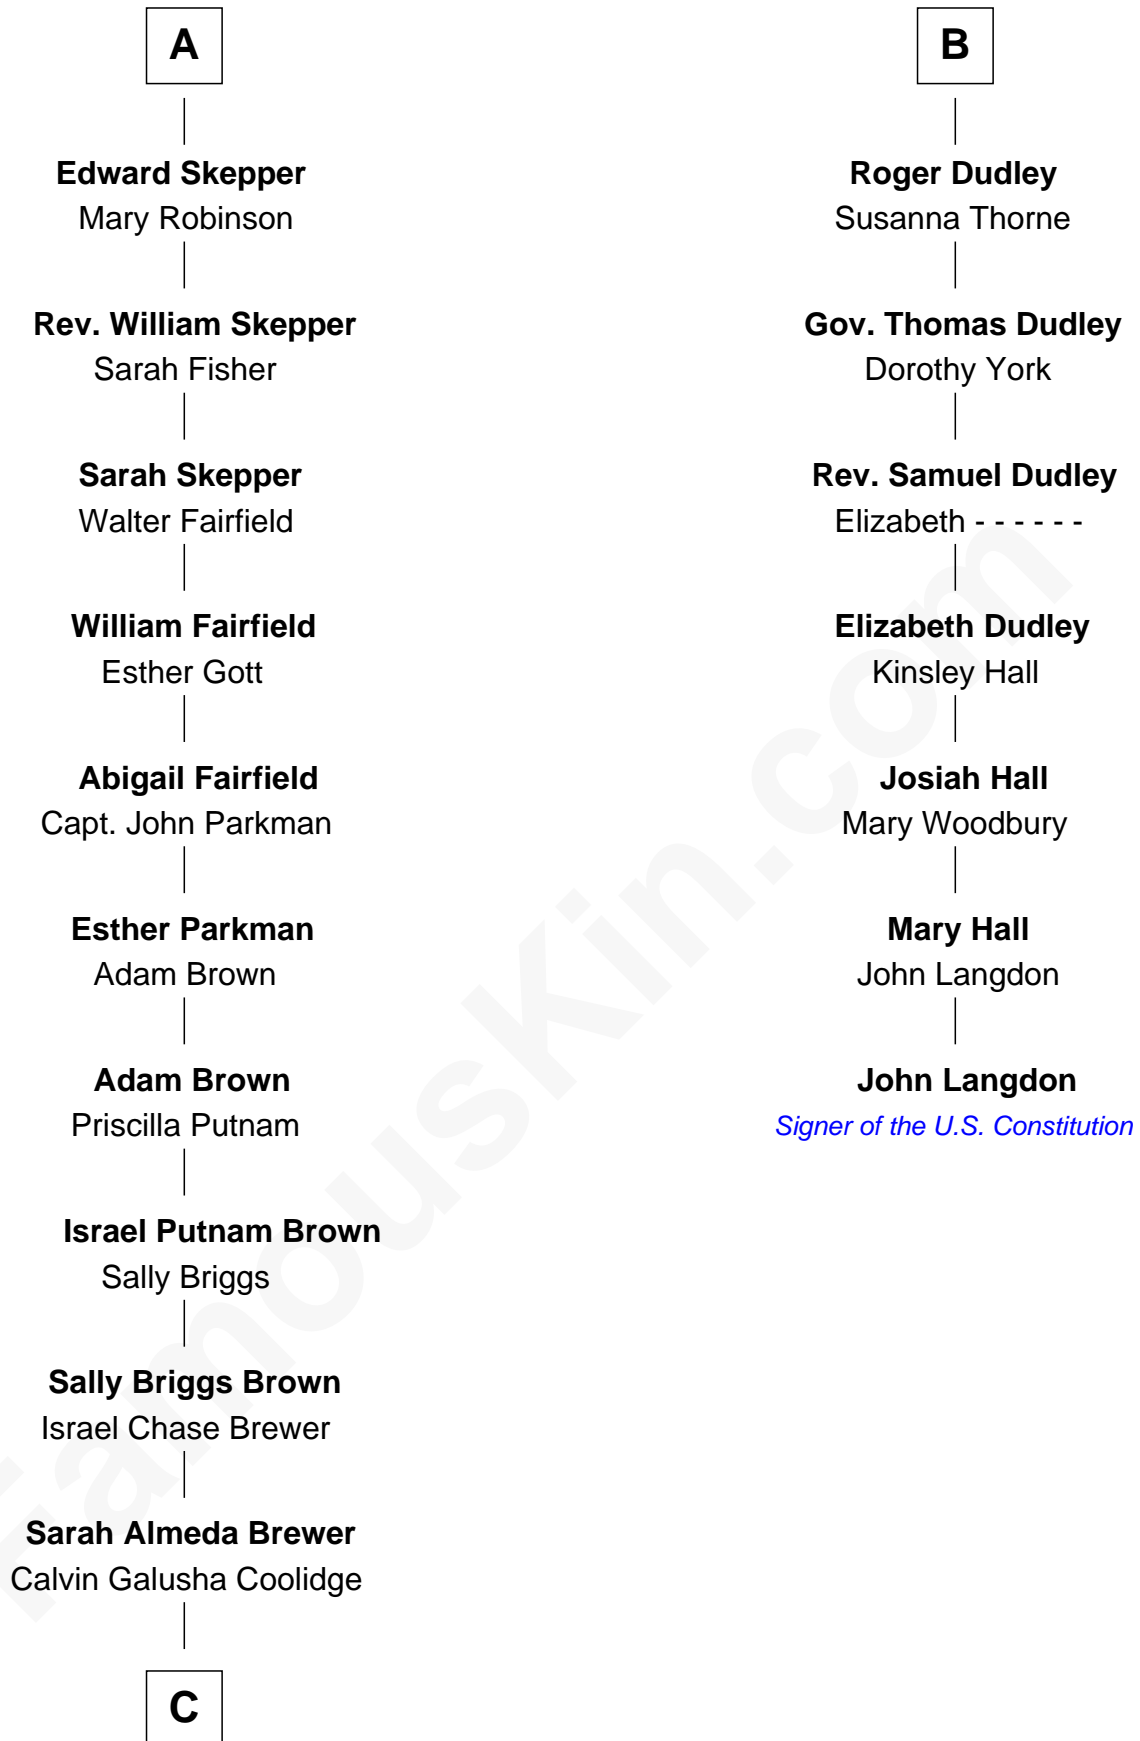 A
Edward Skepper
Mary Robinson
Rev. William Skepper
Sarah Fisher
Sarah Skepper
Walter Fairfield
William Fairfield
Esther Gott
Abigail Fairfield
Capt. John Parkman
Esther Parkman
Adam Brown
Adam Brown
Priscilla Putnam
Israel Putnam Brown
Sally Briggs
Sally Briggs Brown
Israel Chase Brewer
Sarah Almeda Brewer
Calvin Galusha Coolidge
C
B
Roger Dudley
Susanna Thorne
Gov. Thomas Dudley
Dorothy York
Rev. Samuel Dudley
Elizabeth - - - - - -
Elizabeth Dudley
Kinsley Hall
Josiah Hall
Mary Woodbury
Mary Hall
John Langdon
John Langdon
Signer of the U.S. Constitution
FamousKin.com